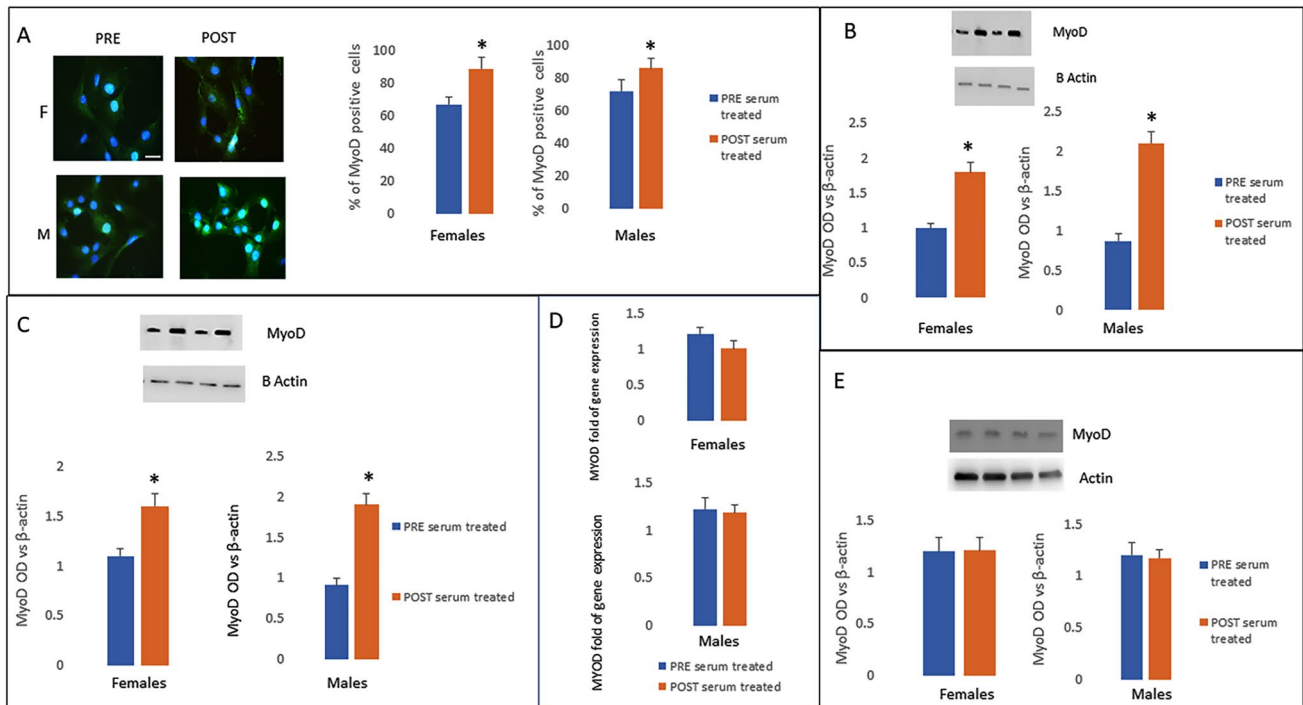 A
PRE
POST
F
M
% of MyoD positive cells
100
80
60
40
20
0
*
Females
% of MyoD positive cells
100
80
60
40
20
0
*
Males
PRE serum
treated
POST serum
treated
B
MyoD
B Actin
MyoD OD vs β-actin
2.5
2
1.5
1
0.5
0
*
Females
MyoD OD vs β-actin
2.5
2
1.5
1
0.5
0
*
Males
PRE serum
treated
POST serum
treated
C
MyoD
B Actin
MyoD OD vs β-actin
2
1.5
1
0.5
0
*
Females
MyoD OD vs β-actin
2.5
2
1.5
1
0.5
0
*
Males
PRE serum treated
POST serum treated
D
MYOD fold of gene expression
1.5
1
0.5
0
Females
MYOD fold of gene expression
1.5
1
0.5
0
Males
PRE serum treated
POST serum treated
E
MyoD
Actin
MyoD OD vs β-actin
1.5
1
0.5
0
Females
MyoD OD vs β-actin
1.5
1
0.5
0
Males
PRE serum
treated
POST serum
treated